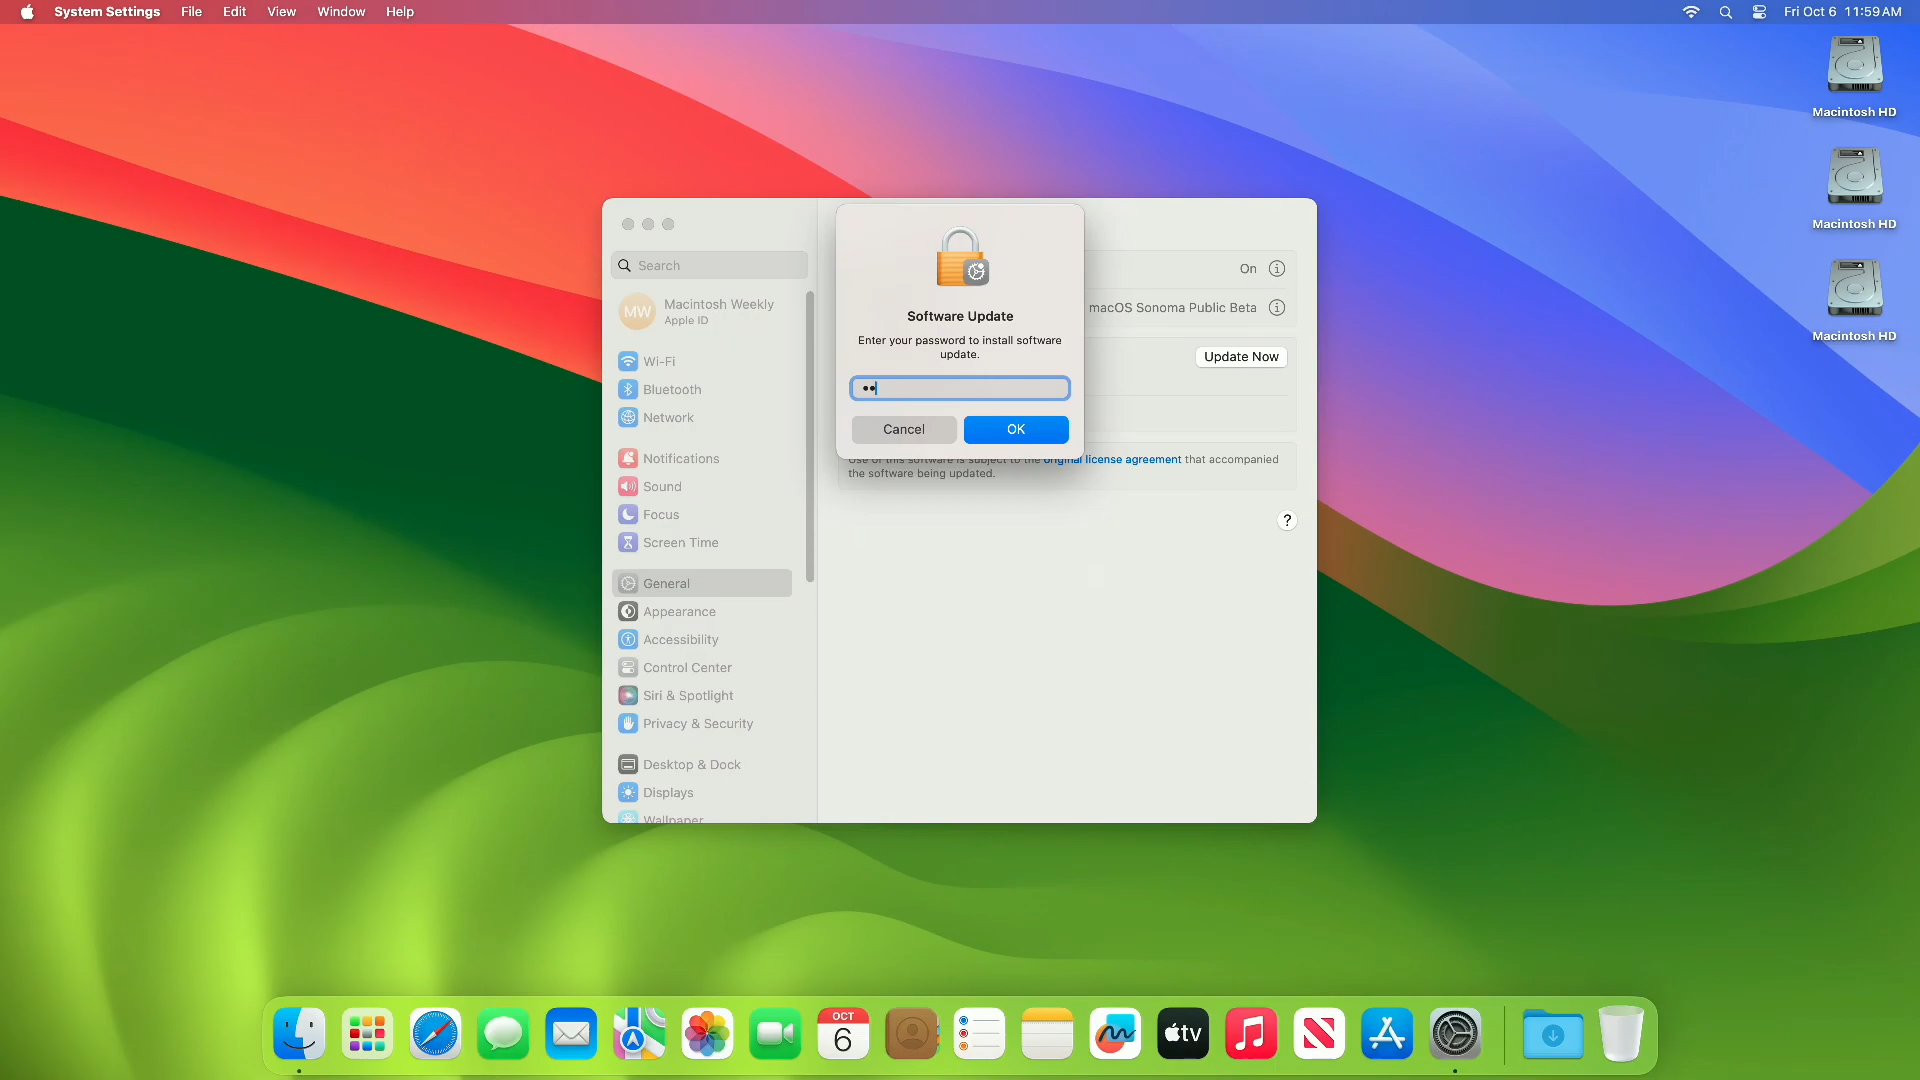 System Settings File Edit View Window Help
Fri Oct 6 11:59 AM
Macintosh HD
Macintosh HD
Macintosh HD
Search
MW
Macintosh Weekly
Apple ID
Wi-Fi
Bluetooth
Network
Notifications
Sound
Focus
Screen Time
General
Appearance
Accessibility
Control Center
Siri & Spotlight
Privacy & Security
Desktop & Dock
Displays
Wallpaper
Software Update
Enter your password to install software
update.
••
Cancel
OK
On
macOS Sonoma Public Beta
Update Now
Use of this software is subject to the original license agreement that accompanied
the software being updated.
?
OCT
6
tv